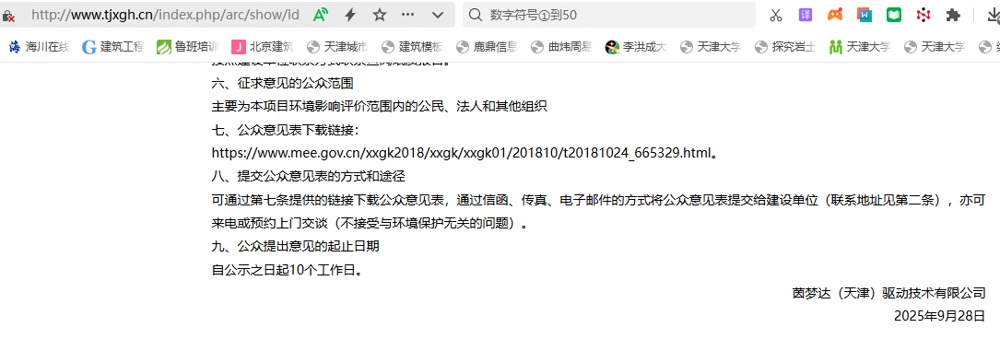 http://www.tjxgh.cn/index.php/arc/show/id
数字符号①到50
译
海川在线
建筑工程
鲁班培训
北京建筑
天津城市
建筑模板
鹿鼎信息
曲炜周易
李洪成大
天津大学
探究岩土
天津大学
天津大学
六、征求意见的公众范围
主要为本项目环境影响评价范围内的公民、法人和其他组织
七、公众意见表下载链接：
https://www.mee.gov.cn/xxgk2018/xxgk/xxgk01/201810/t20181024_665329.html。
八、提交公众意见表的方式和途径
可通过第七条提供的链接下载公众意见表，通过信函、传真、电子邮件的方式将公众意见表提交给建设单位（联系地址见第二条），亦可
来电或预约上门交谈（不接受与环境保护无关的问题）。
九、公众提出意见的起止日期
自公示之日起10个工作日。
茵梦达（天津）驱动技术有限公司
2025年9月28日